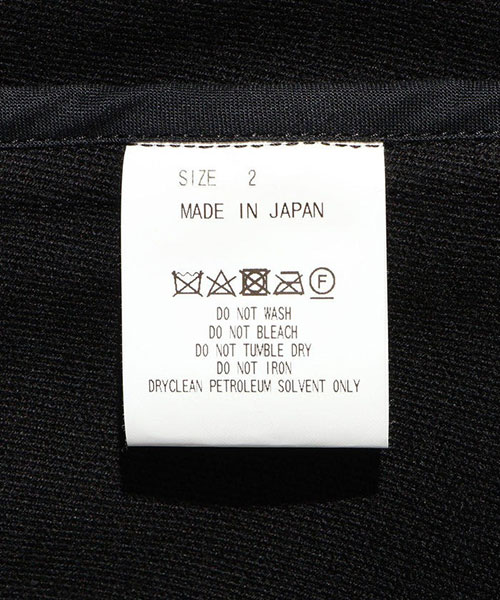 SIZE 2
MADE IN JAPAN
F
DO NOT WASH
DO NOT BLEACH
DO NOT TUMBLE DRY
DO NOT IRON
DRYCLEAN PETROLEUM SOLVENT ONLY